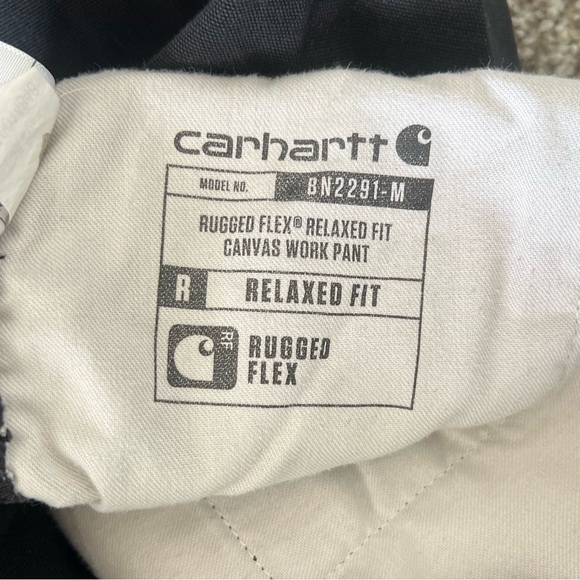 carhartt
MODEL NO. BN2291-M
RUGGED FLEX® RELAXED FIT
CANVAS WORK PANT
R RELAXED FIT
RF RUGGED
FLEX